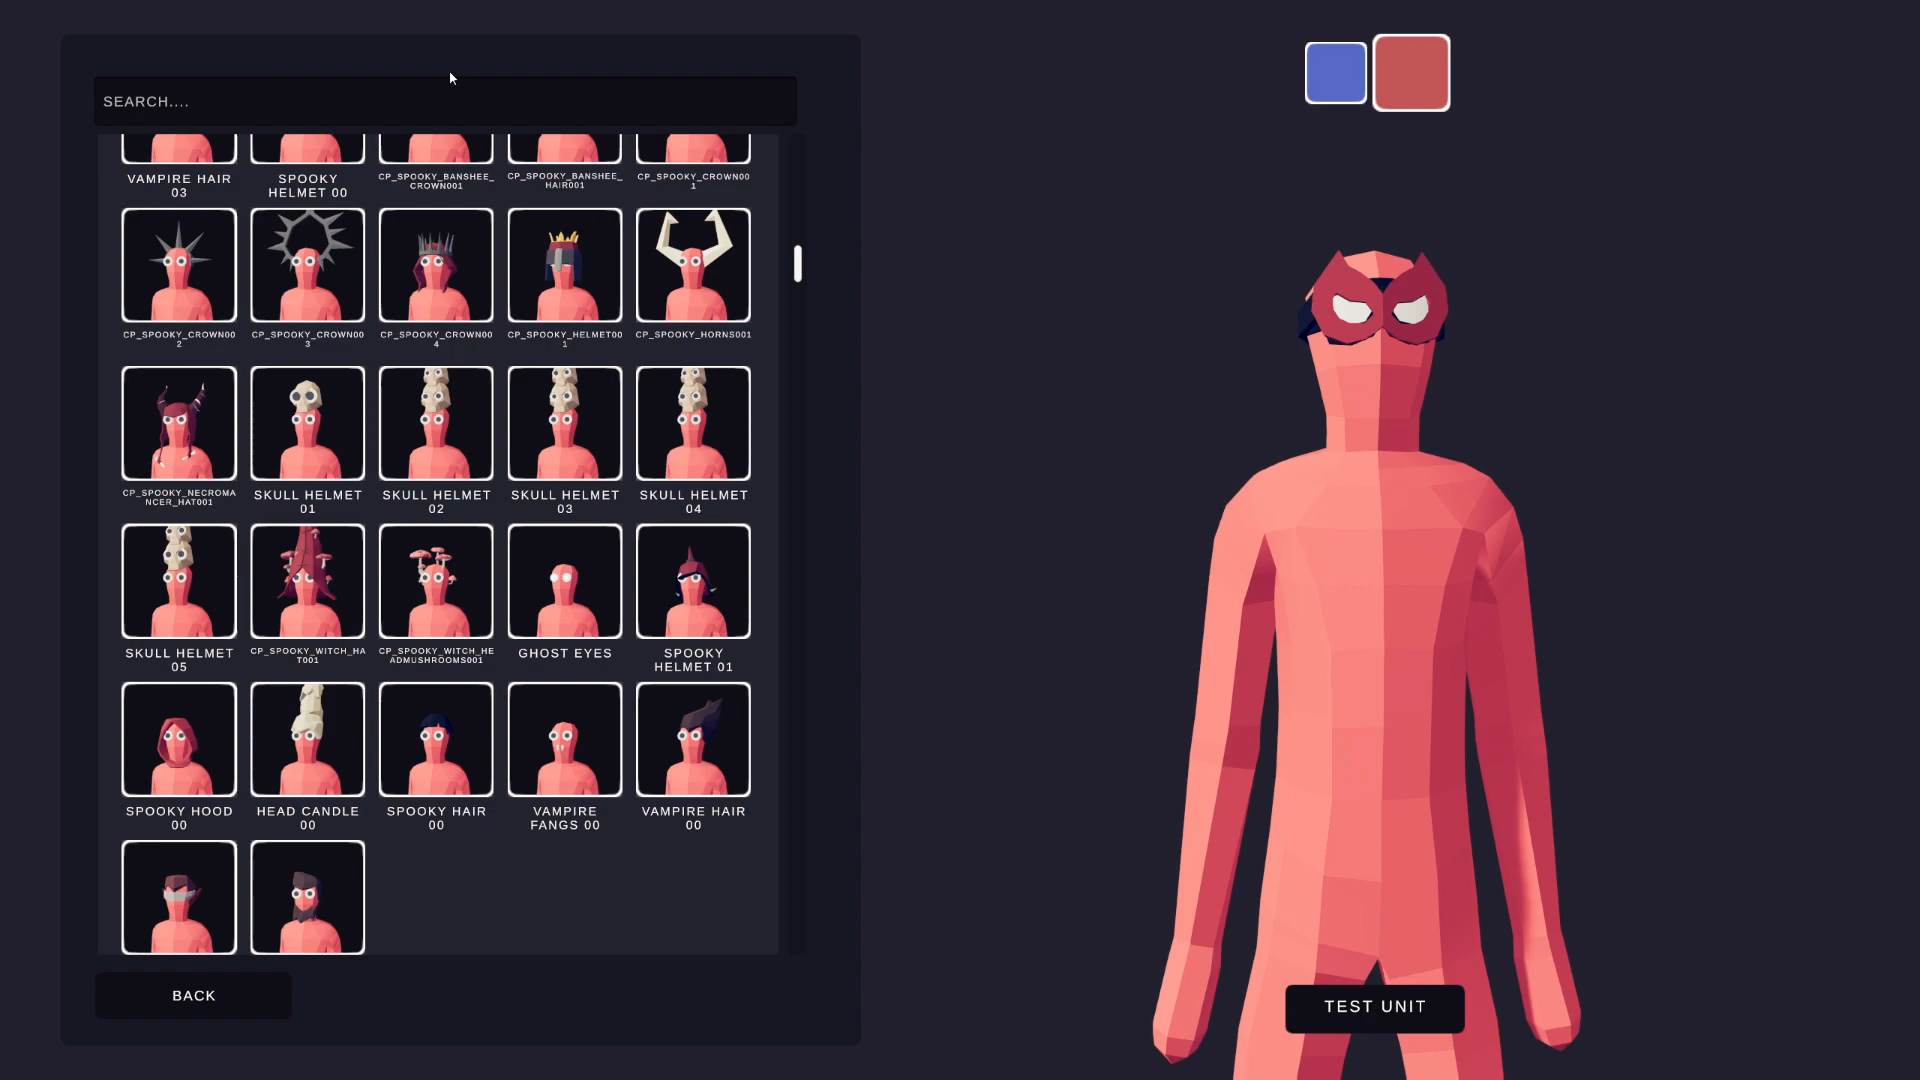 SEARCH....
VAMPIRE HAIR
03
SPOOKY
HELMET 00
CP_SPOOKY_BANSHEE_
CROWN001
CP_SPOOKY_BANSHEE_
HAIR001
CP_SPOOKY_CROWN00
1
CP_SPOOKY_CROWN00
2
CP_SPOOKY_CROWN00
3
CP_SPOOKY_CROWN00
4
CP_SPOOKY_HELMET00
1
CP_SPOOKY_HORNS001
CP_SPOOKY_NECROMA
NCER_HAT001
SKULL HELMET
01
SKULL HELMET
02
SKULL HELMET
03
SKULL HELMET
04
SKULL HELMET
05
CP_SPOOKY_WITCH_HA
T001
CP_SPOOKY_WITCH_HE
ADMUSHROOMS001
GHOST EYES
SPOOKY
HELMET 01
SPOOKY HOOD
00
HEAD CANDLE
00
SPOOKY HAIR
00
VAMPIRE
FANGS 00
VAMPIRE HAIR
00
BACK
TEST UNIT